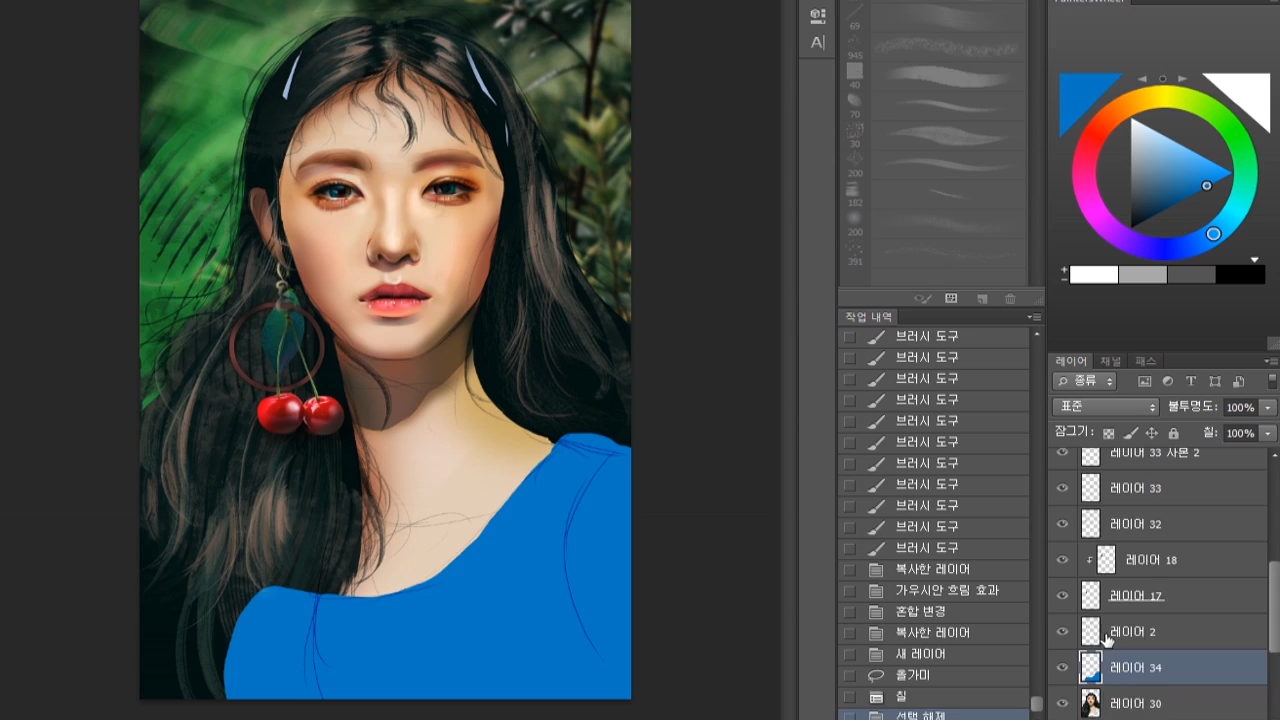 PaintersWheel
A|
69
945
40
70
30
200
182
200
391
작업 내역
브러시 도구
브러시 도구
브러시 도구
브러시 도구
브러시 도구
브러시 도구
브러시 도구
브러시 도구
브러시 도구
브러시 도구
브러시 도구
복사한 레이어
가우시안 흐림 효과
혼합 변경
복사한 레이어
새 레이어
올가미
칠
선택 해제
레이어 채널 패스
종류
표준 불투명도: 100%
잠그기: 칠: 100%
레이어 33 사본 2
레이어 33
레이어 32
레이어 18
레이어 17
레이어 2
레이어 34
레이어 30